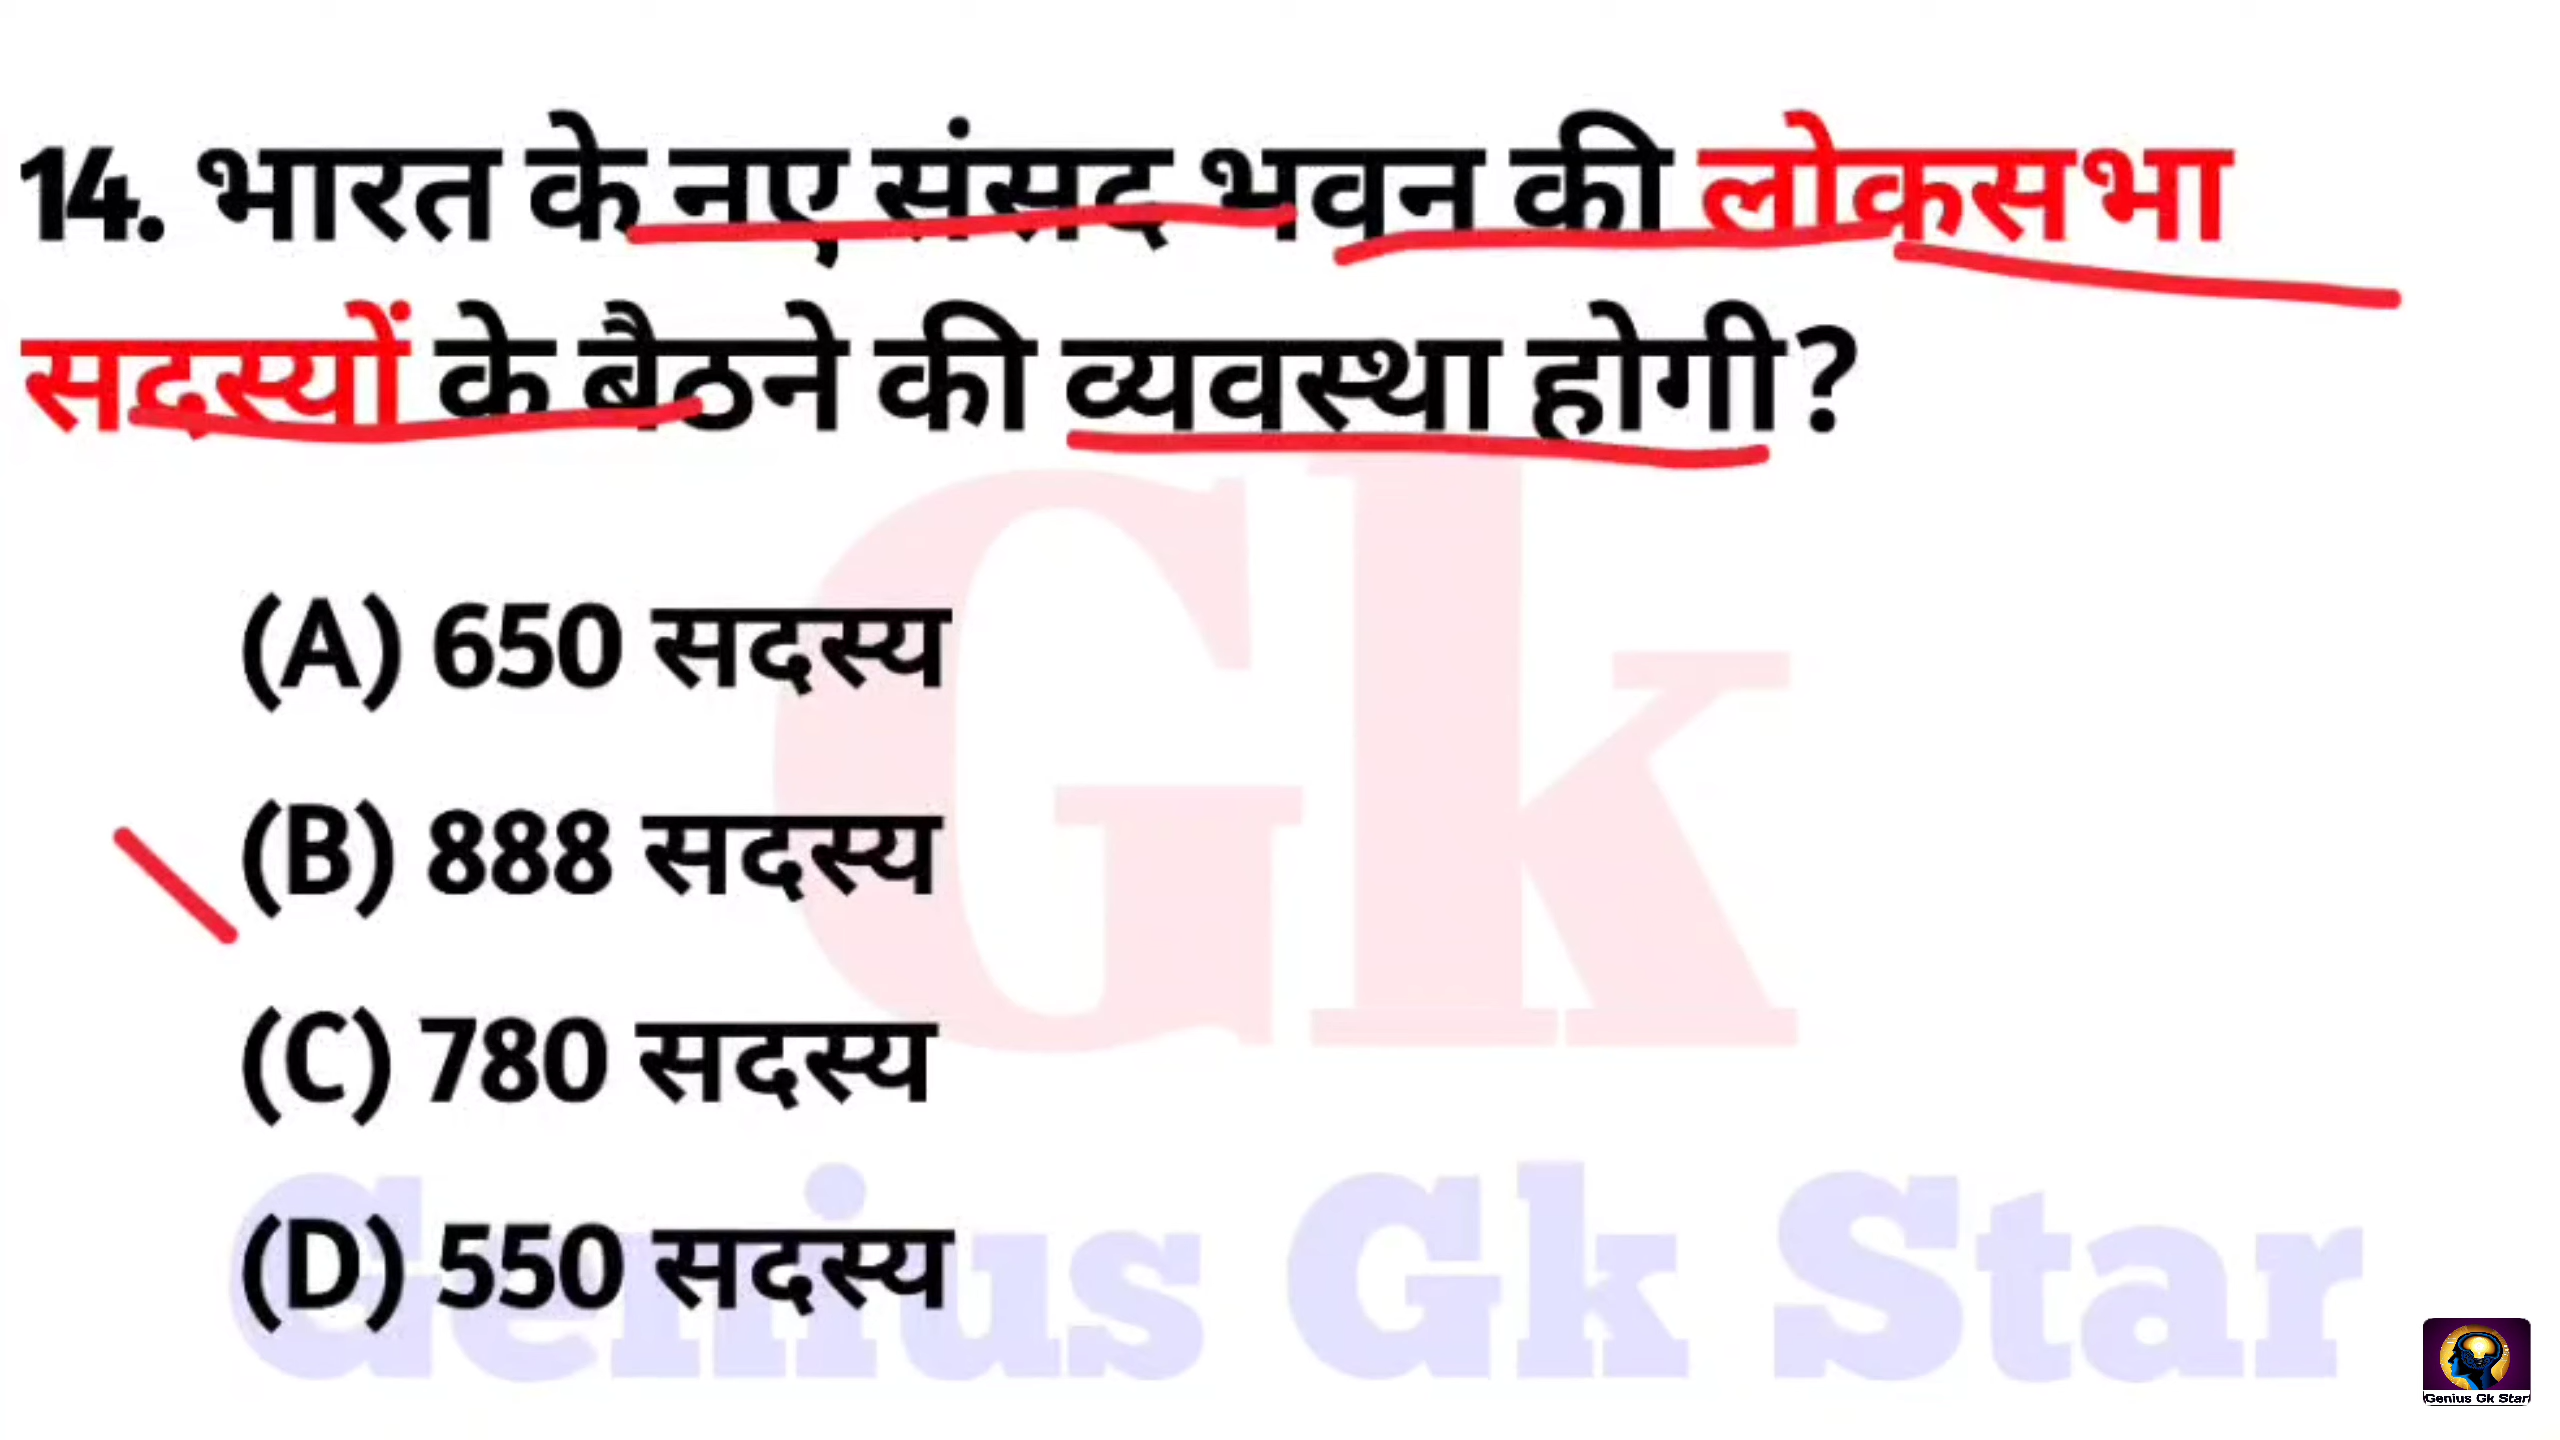 14. भारत के नए संसद भवन की लोकसभा
सदस्यों के बैठने की व्यवस्था होगी?
(A) 650 सदस्य
(B) 888 सदस्य
(C) 780 सदस्य
(D) 550 सदस्य
Gk
Genius Gk Star
Genius Gk Star